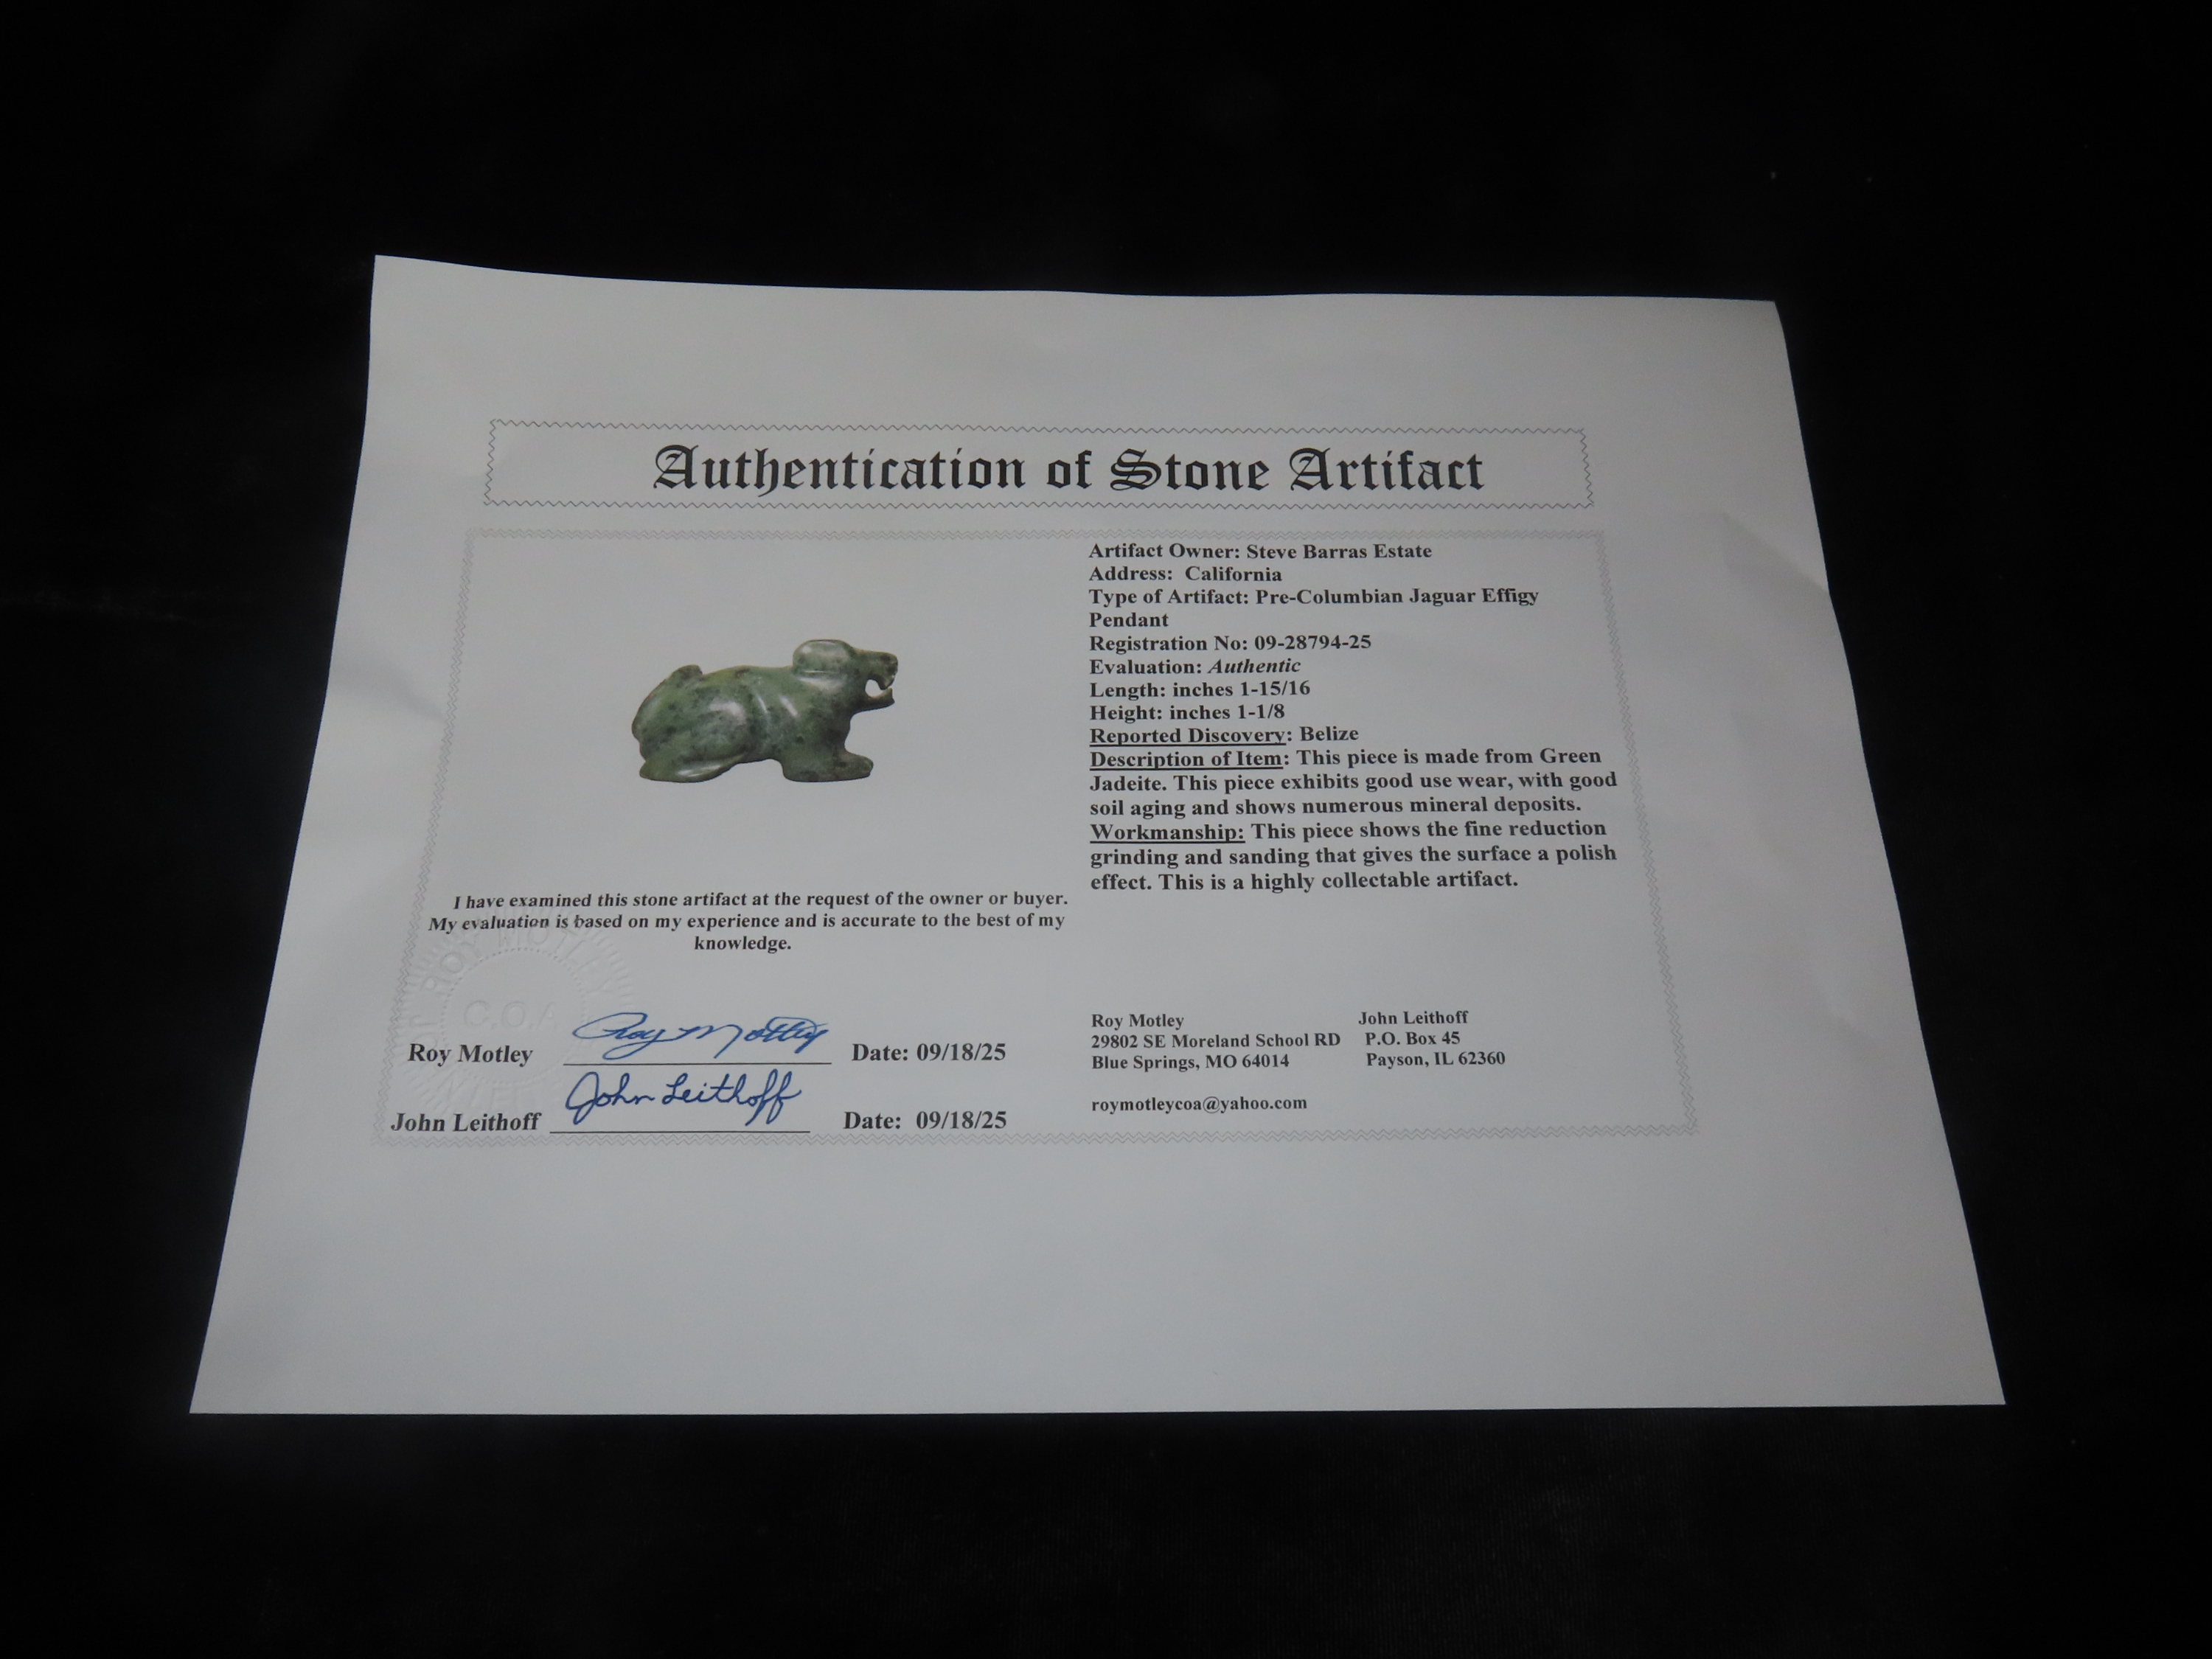 Authentication of Stone Artifact
Artifact Owner: Steve Barras Estate
Address: California
Type of Artifact: Pre-Columbian Jaguar Effigy
Pendant
Registration No: 09-28794-25
Evaluation: Authentic
Length: inches 1-15/16
Height: inches 1-1/8
Reported Discovery: Belize
Description of Item: This piece is made from Green
Jadeite. This piece exhibits good use wear, with good
soil aging and shows numerous mineral deposits.
Workmanship: This piece shows the fine reduction
grinding and sanding that gives the surface a polish
effect. This is a highly collectable artifact.
I have examined this stone artifact at the request of the owner or buyer.
My evaluation is based on my experience and is accurate to the best of my
knowledge.
C.O.A
Roy Motley Roy Motley Date: 09/18/25
John Leithoff John Leithoff Date: 09/18/25
Roy Motley John Leithoff
29802 SE Moreland School RD P.O. Box 45
Blue Springs, MO 64014 Payson, IL 62360
roymotleycoa@yahoo.com